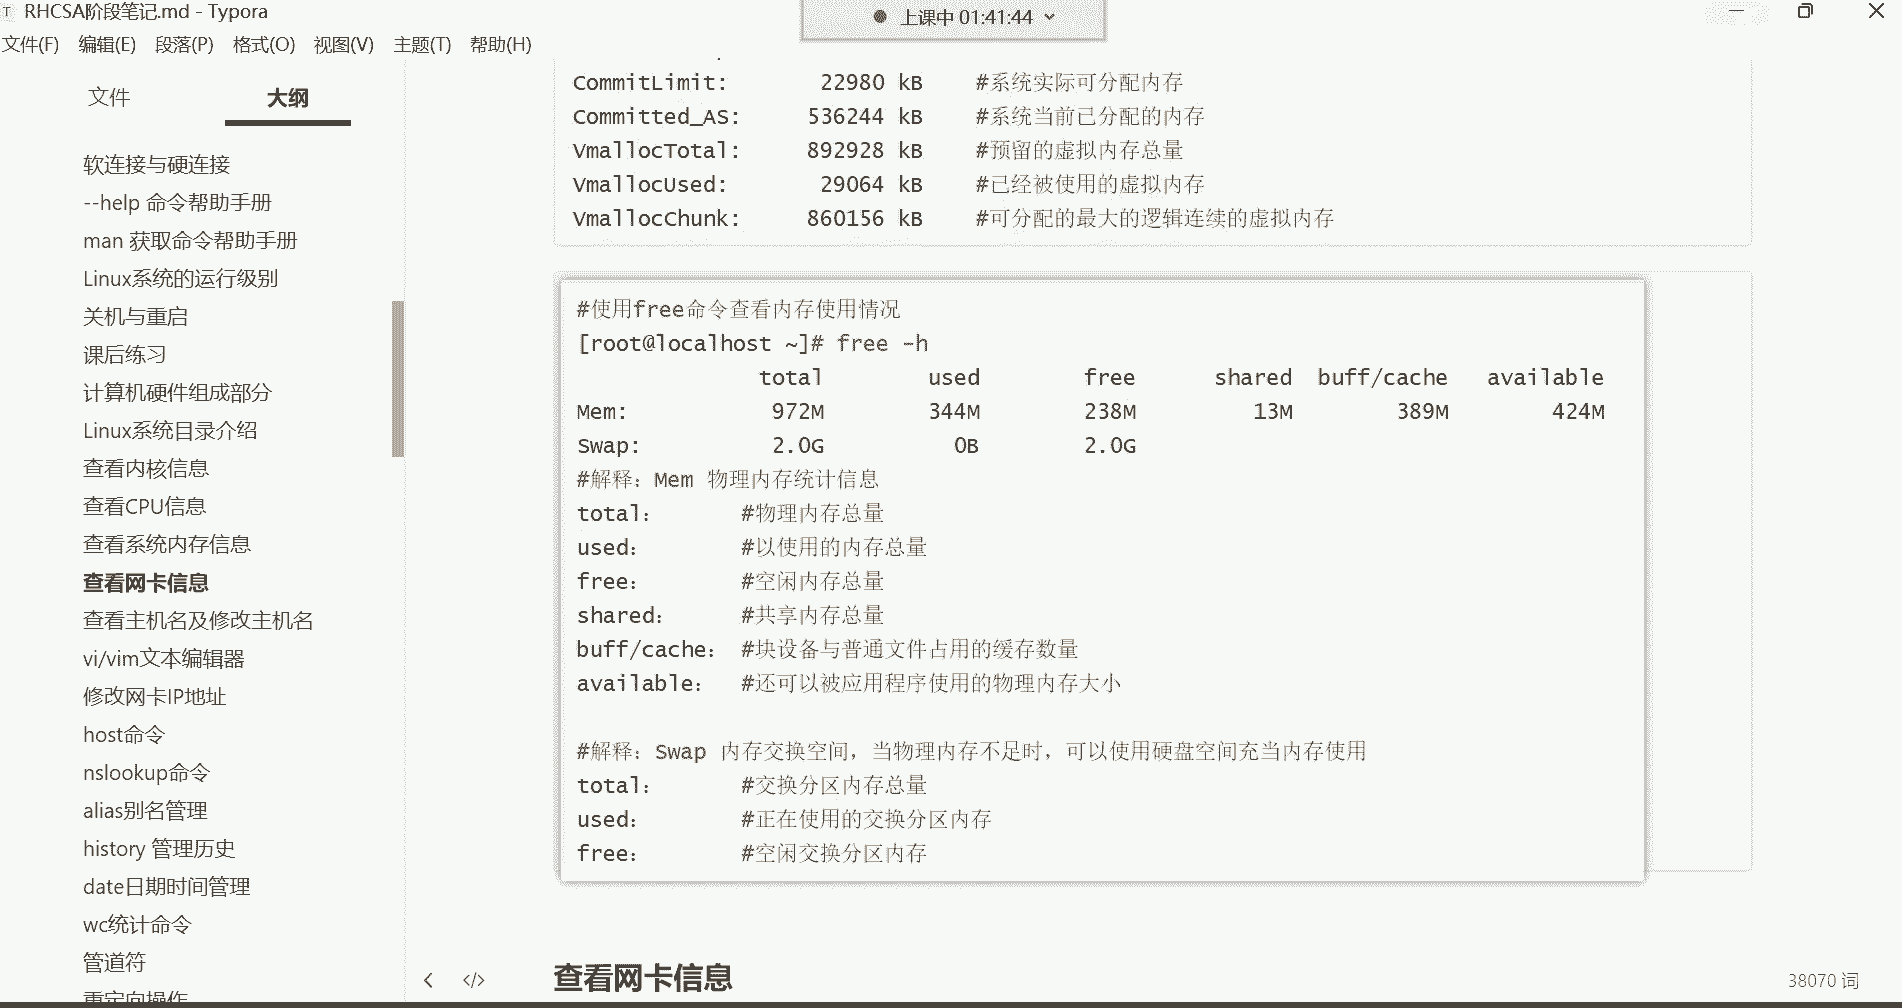 RHCSA阶段笔记.md - Typora
上课中 01:41:44
文件(F) 编辑(E) 段落(P) 格式(O) 视图(V) 主题(T) 帮助(H)
文件 大纲
软连接与硬连接
--help 命令帮助手册
man 获取命令帮助手册
Linux系统的运行级别
关机与重启
课后练习
计算机硬件组成部分
Linux系统目录介绍
查看内核信息
查看CPU信息
查看系统内存信息
查看网卡信息
查看主机名及修改主机名
vi/vim文本编辑器
修改网卡IP地址
host命令
nslookup命令
alias别名管理
history 管理历史
date日期时间管理
wc统计命令
管道符
重定向操作
CommitLimit: 22980 kB #系统实际可分配内存
Committed_AS: 536244 kB #系统当前已分配的内存
VmallocTotal: 892928 kB #预留的虚拟内存总量
VmallocUsed: 29064 kB #已经被使用的虚拟内存
VmallocChunk: 860156 kB #可分配的最大的逻辑连续的虚拟内存
#使用free命令查看内存使用情况
[root@localhost ~]# free -h
total used free shared buff/cache available
Mem: 972M 344M 238M 13M 389M 424M
Swap: 2.0G 0B 2.0G
#解释：Mem 物理内存统计信息
total： #物理内存总量
used： #以使用的内存总量
free： #空闲内存总量
shared： #共享内存总量
buff/cache： #块设备与普通文件占用的缓存数量
available： #还可以被应用程序使用的物理内存大小
#解释：Swap 内存交换空间，当物理内存不足时，可以使用硬盘空间充当内存使用
total： #交换分区内存总量
used： #正在使用的交换分区内存
free： #空闲交换分区内存
查看网卡信息
38070 词